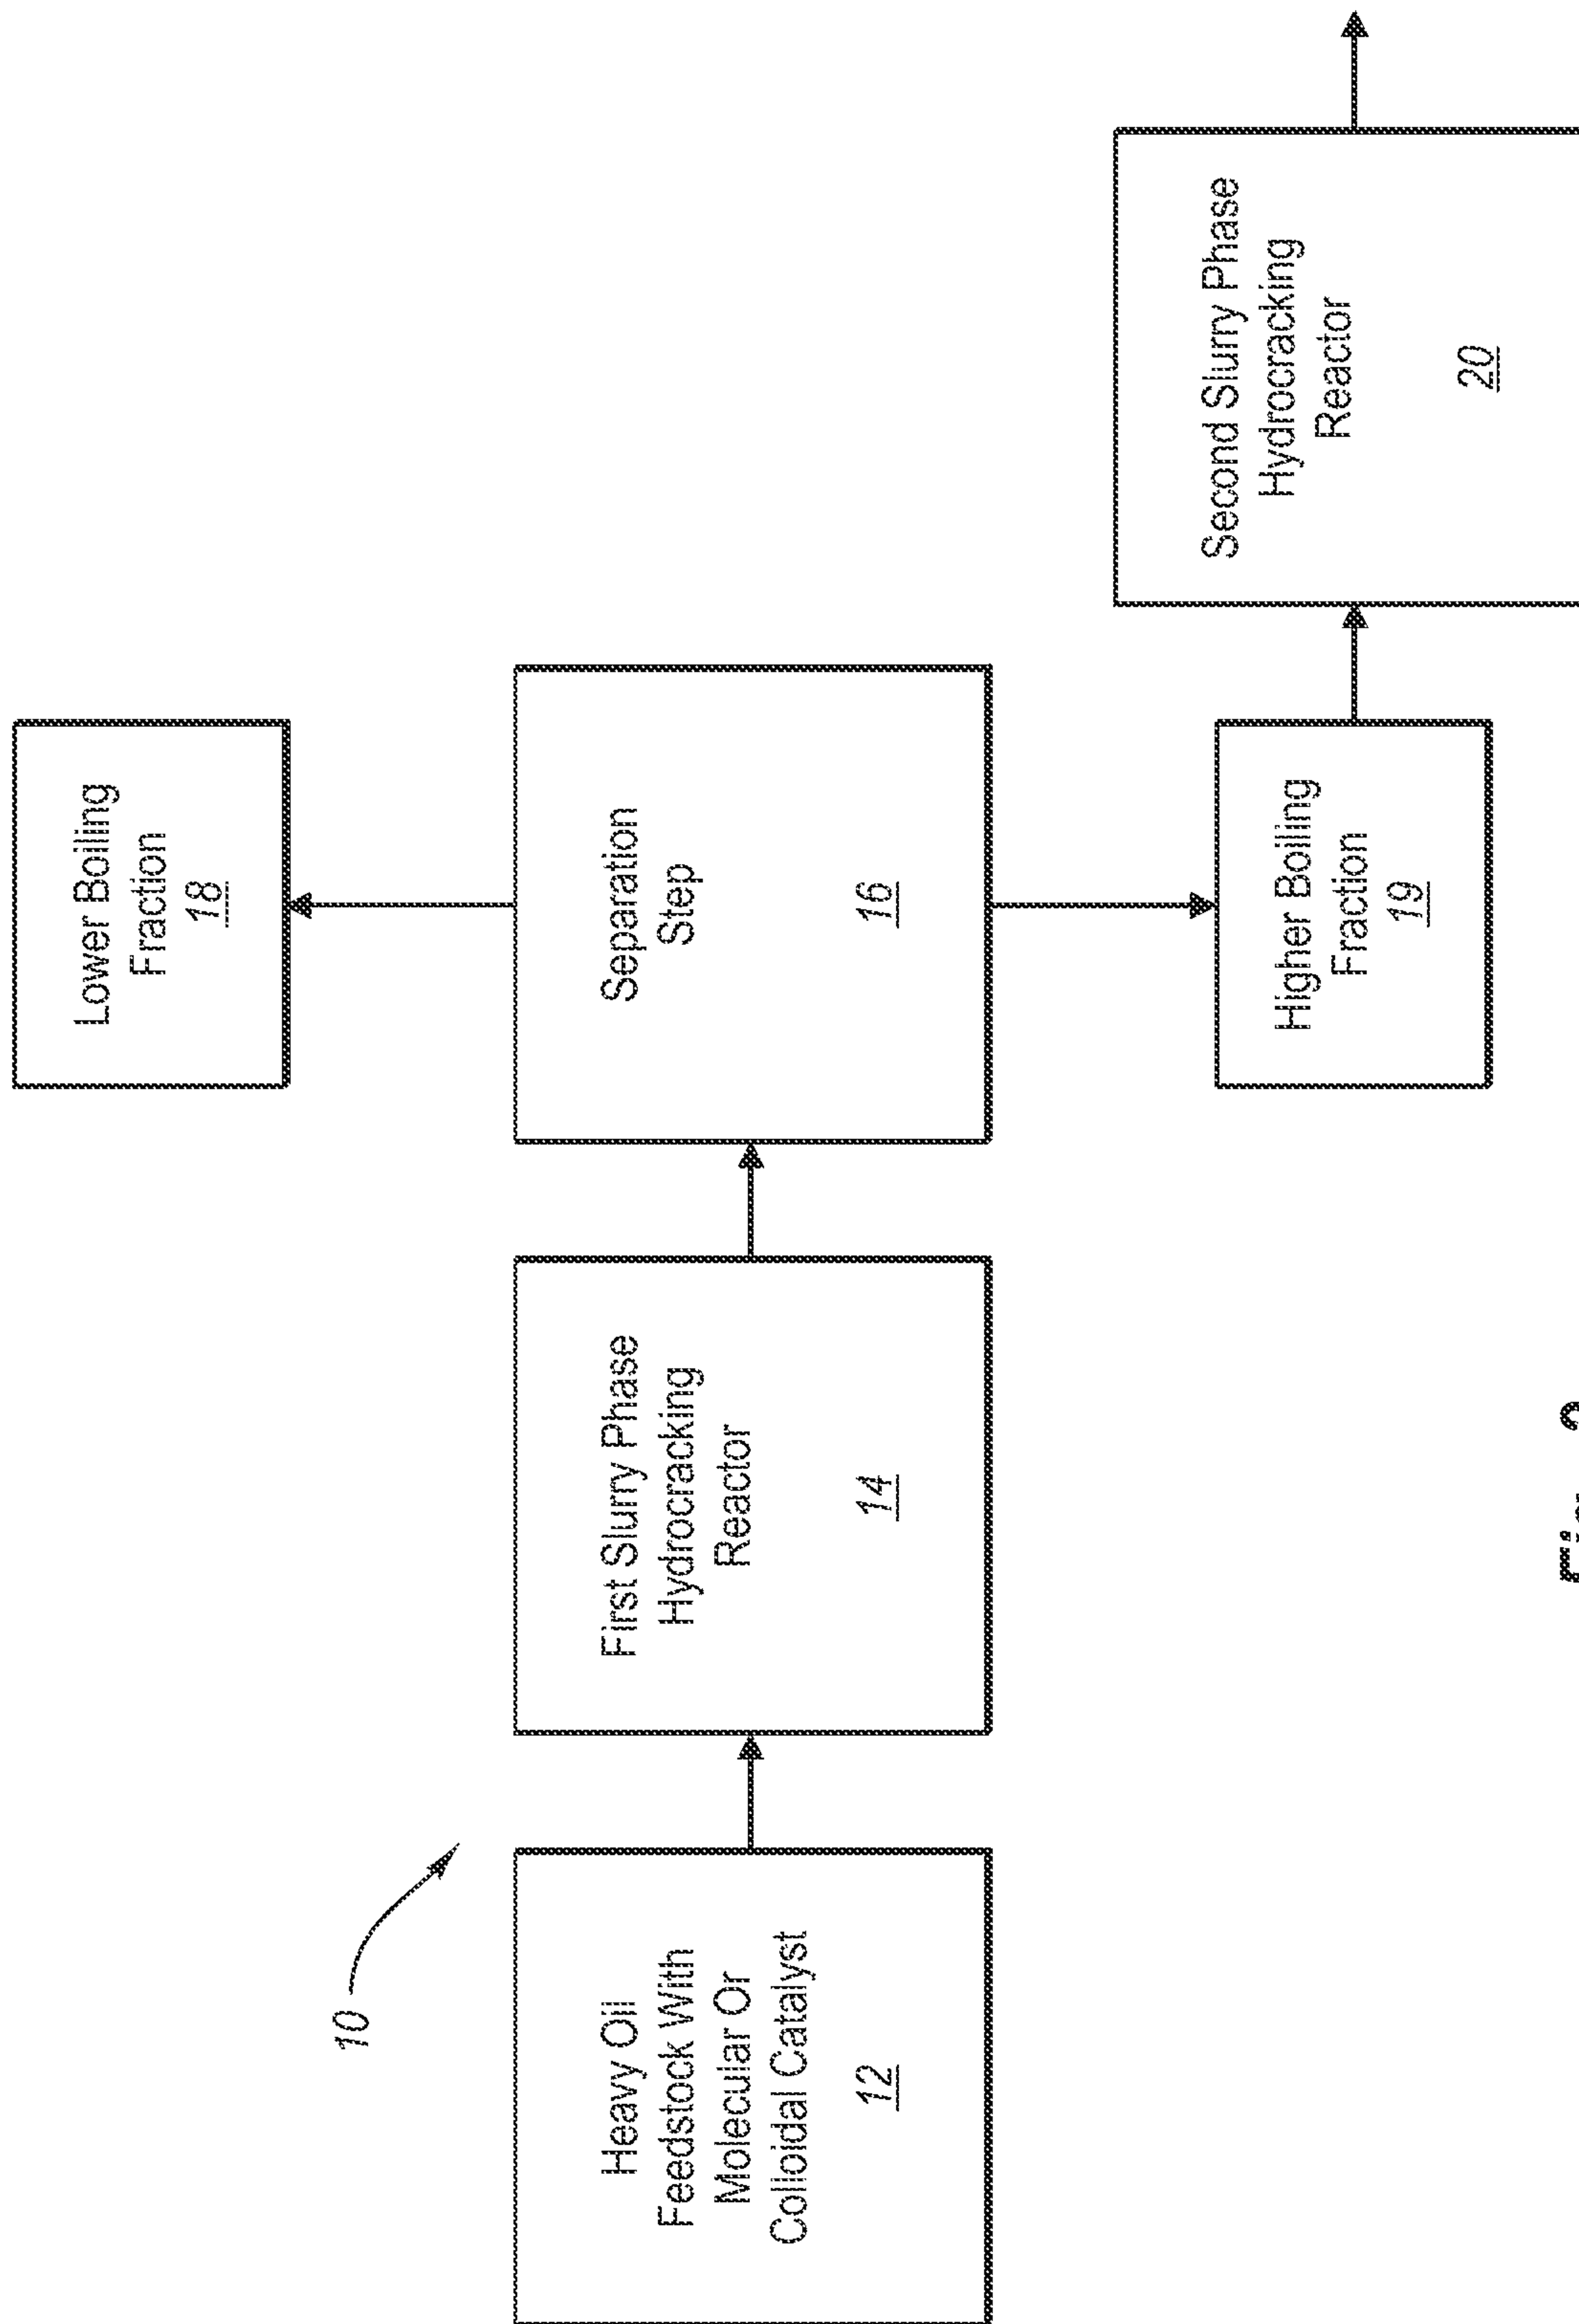 10
Heavy Oil
Feedstock With
Molecular Or
Colloidal Catalyst
12
First Slurry Phase
Hydrocracking
Reactor
14
Separation
Step
16
Lower Boiling
Fraction
18
Higher Boiling
Fraction
19
Second Slurry Phase
Hydrocracking
Reactor
20